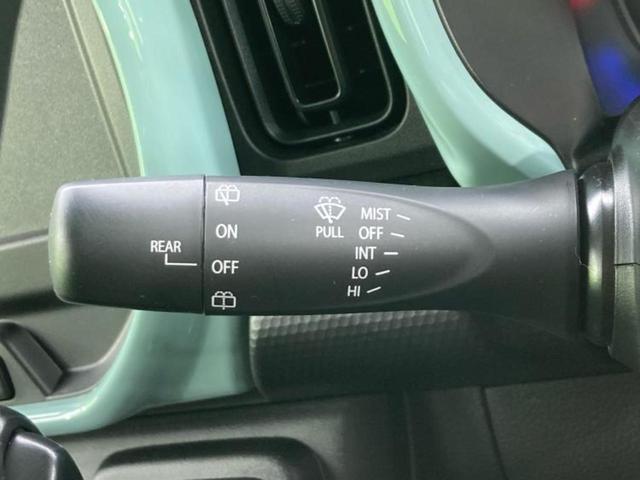 REAR
ON
OFF
PULL
MIST
OFF
INT
LO
HI